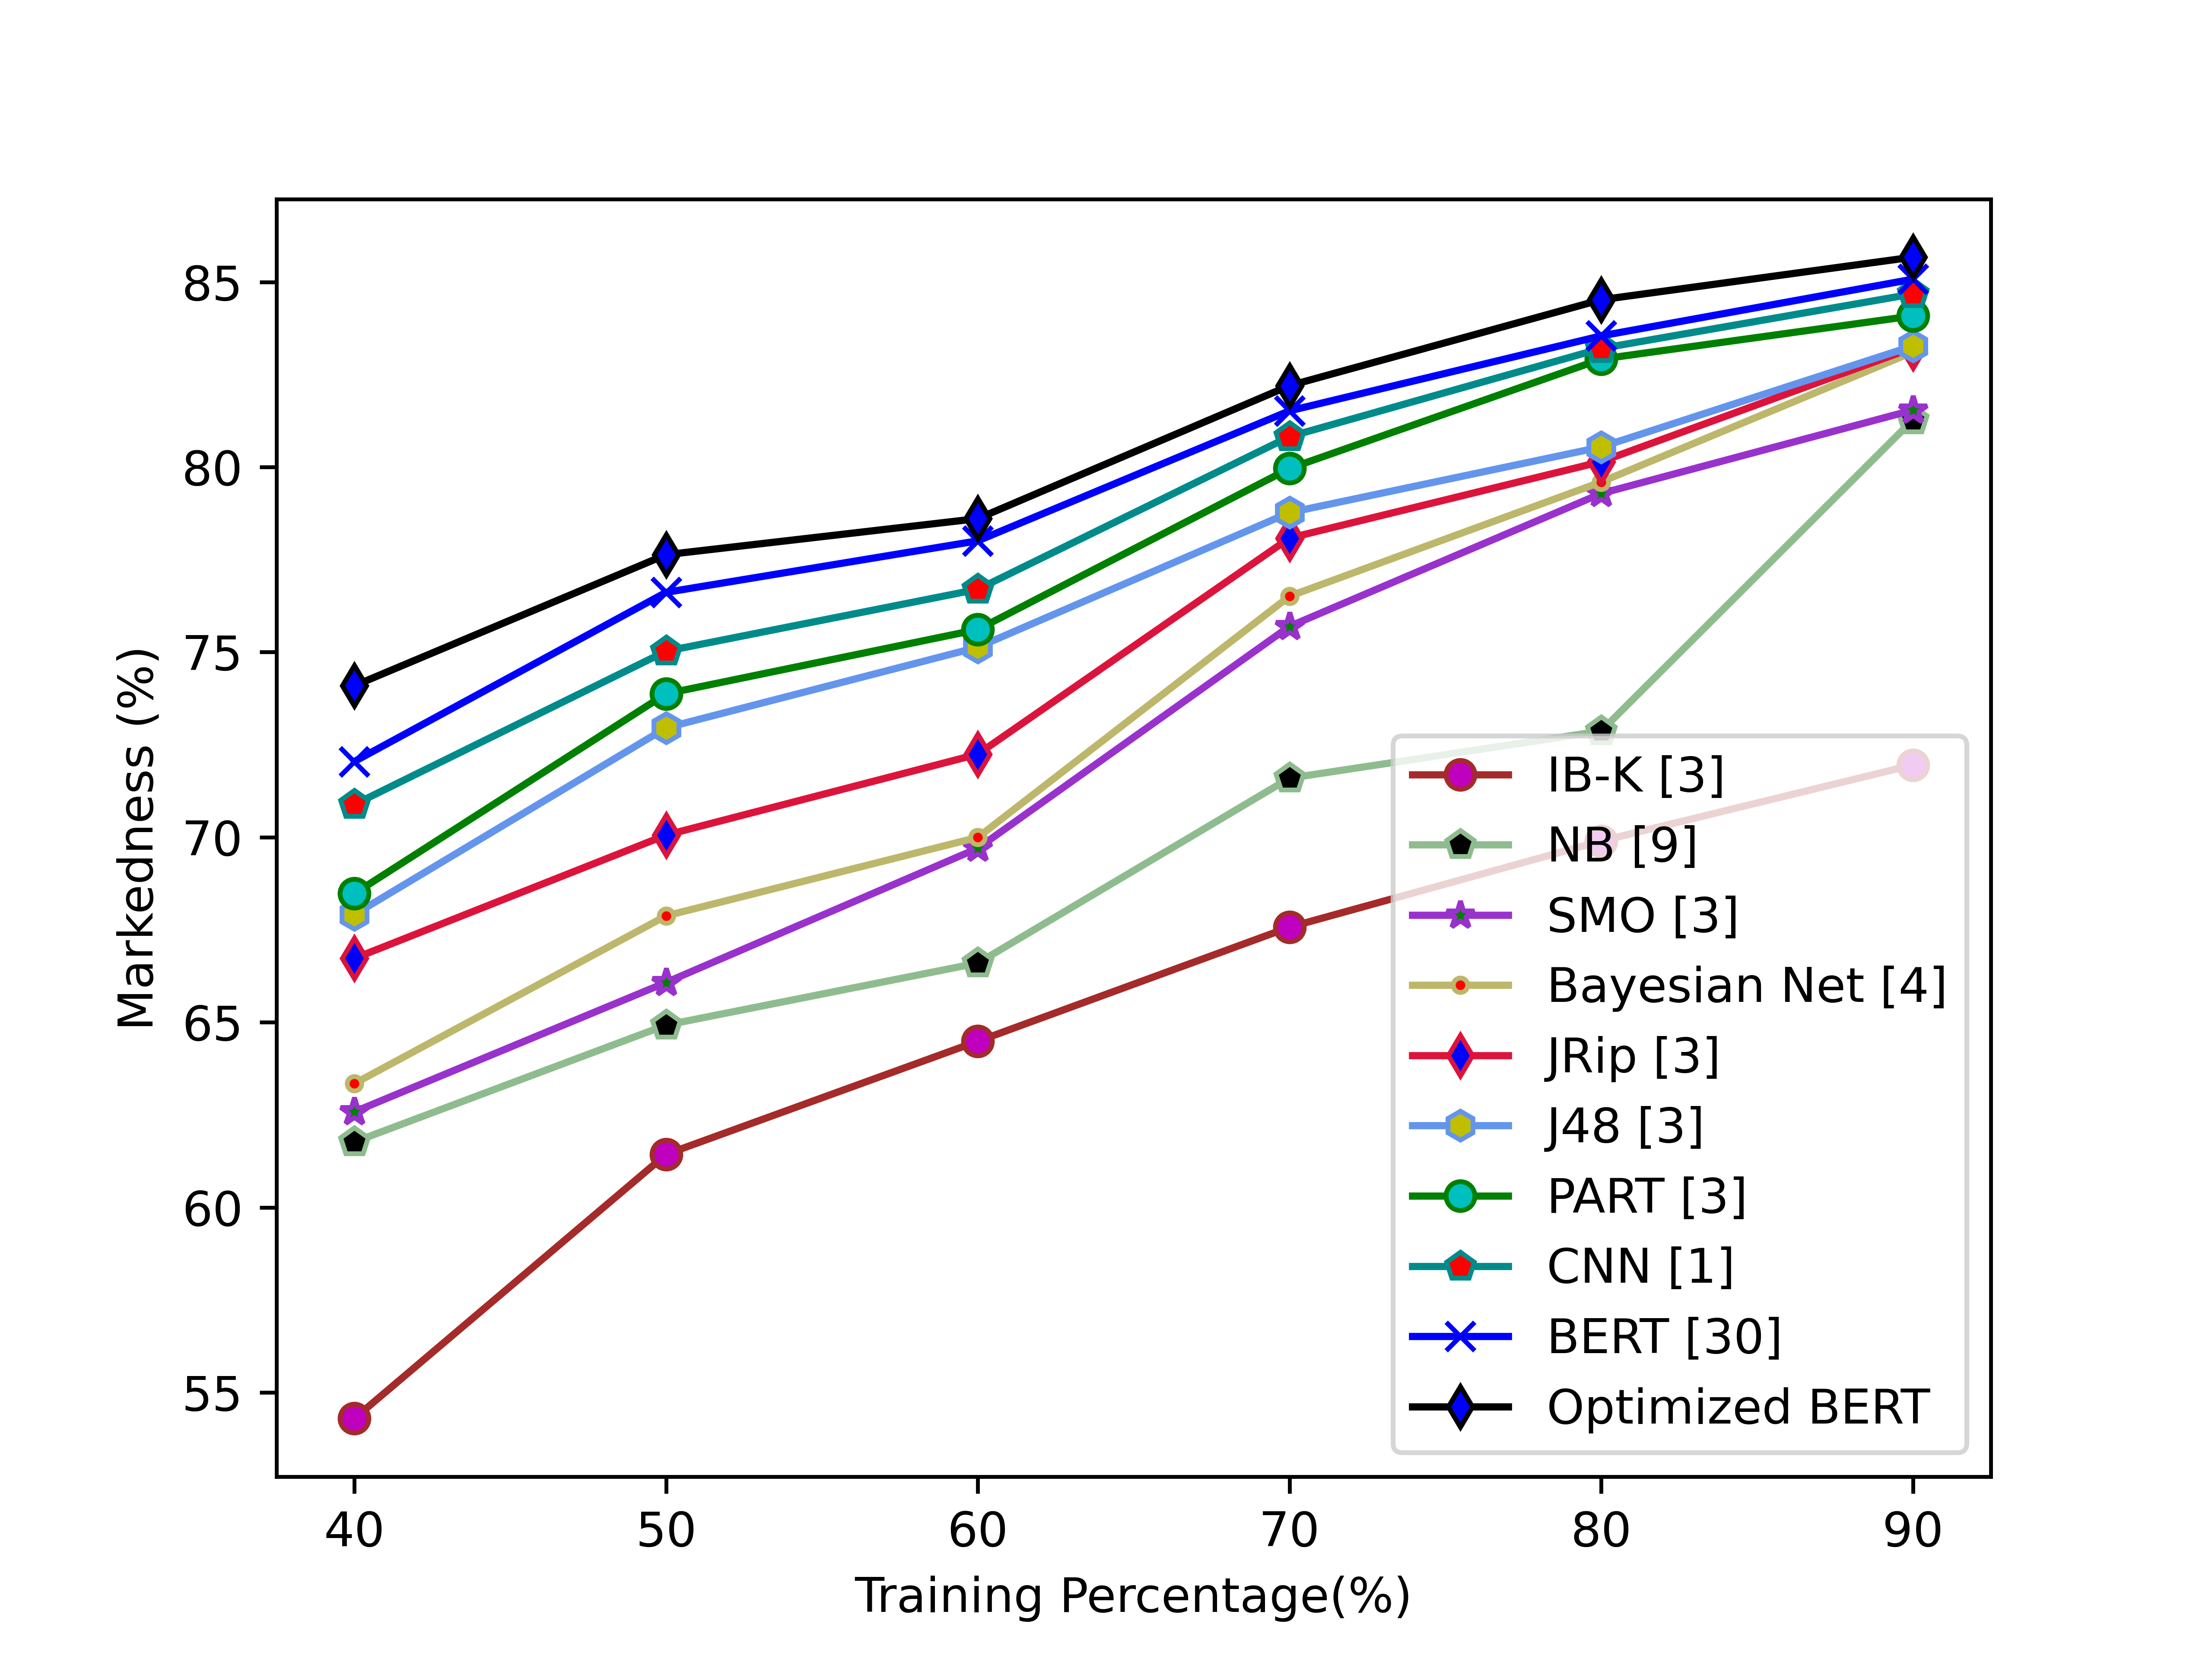 85
80
75
70
65
60
55
Markedness (%)
IB-K [3]
NB [9]
SMO [3]
Bayesian Net [4]
JRip [3]
J48 [3]
PART [3]
CNN [1]
BERT [30]
Optimized BERT
40 50 60 70 80 90
Training Percentage(%)